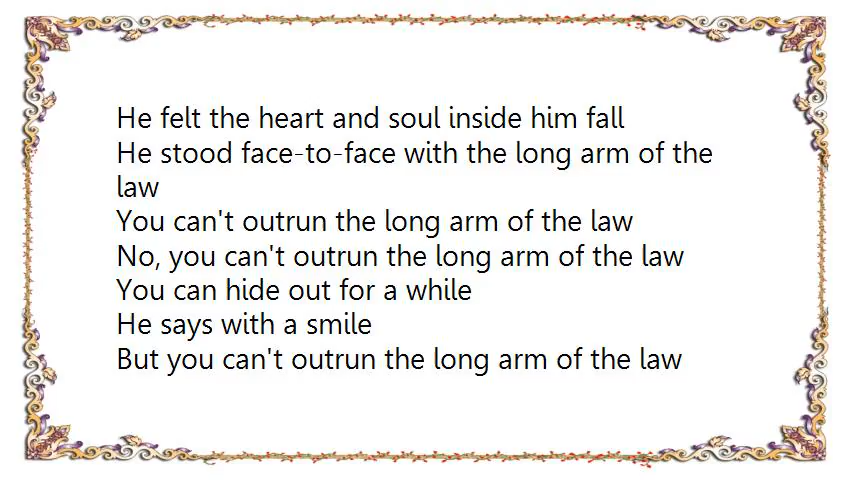 He felt the heart and soul inside him fall
He stood face-to-face with the long arm of the
law
You can't outrun the long arm of the law
No, you can't outrun the long arm of the law
You can hide out for a while
He says with a smile
But you can't outrun the long arm of the law